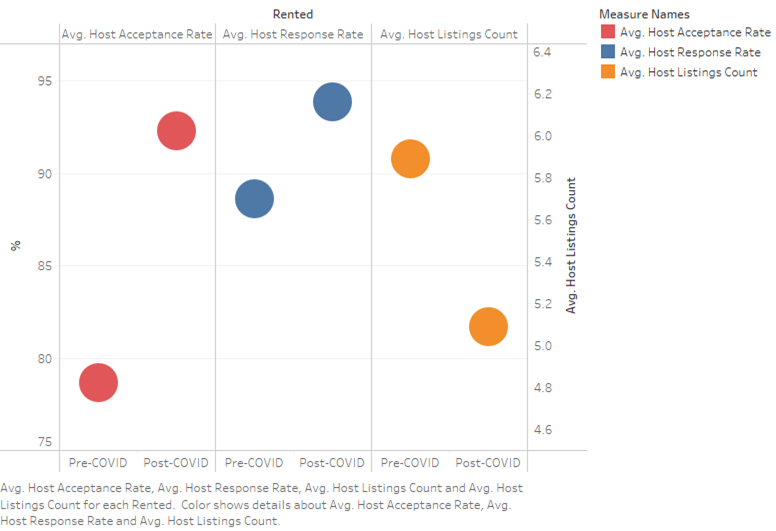 Rented
Avg. Host Acceptance Rate Avg. Host Response Rate Avg. Host Listings Count
95
90
85
80
75
%
6.4
6.2
6.0
5.8
5.6
5.4
5.2
5.0
4.8
4.6
Avg. Host Listings Count
Pre-COVID Post-COVID Pre-COVID Post-COVID Pre-COVID Post-COVID
Measure Names
Avg. Host Acceptance Rate
Avg. Host Response Rate
Avg. Host Listings Count
Avg. Host Acceptance Rate, Avg. Host Response Rate, Avg. Host Listings Count and Avg. Host
Listings Count for each Rented. Color shows details about Avg. Host Acceptance Rate, Avg.
Host Response Rate and Avg. Host Listings Count.